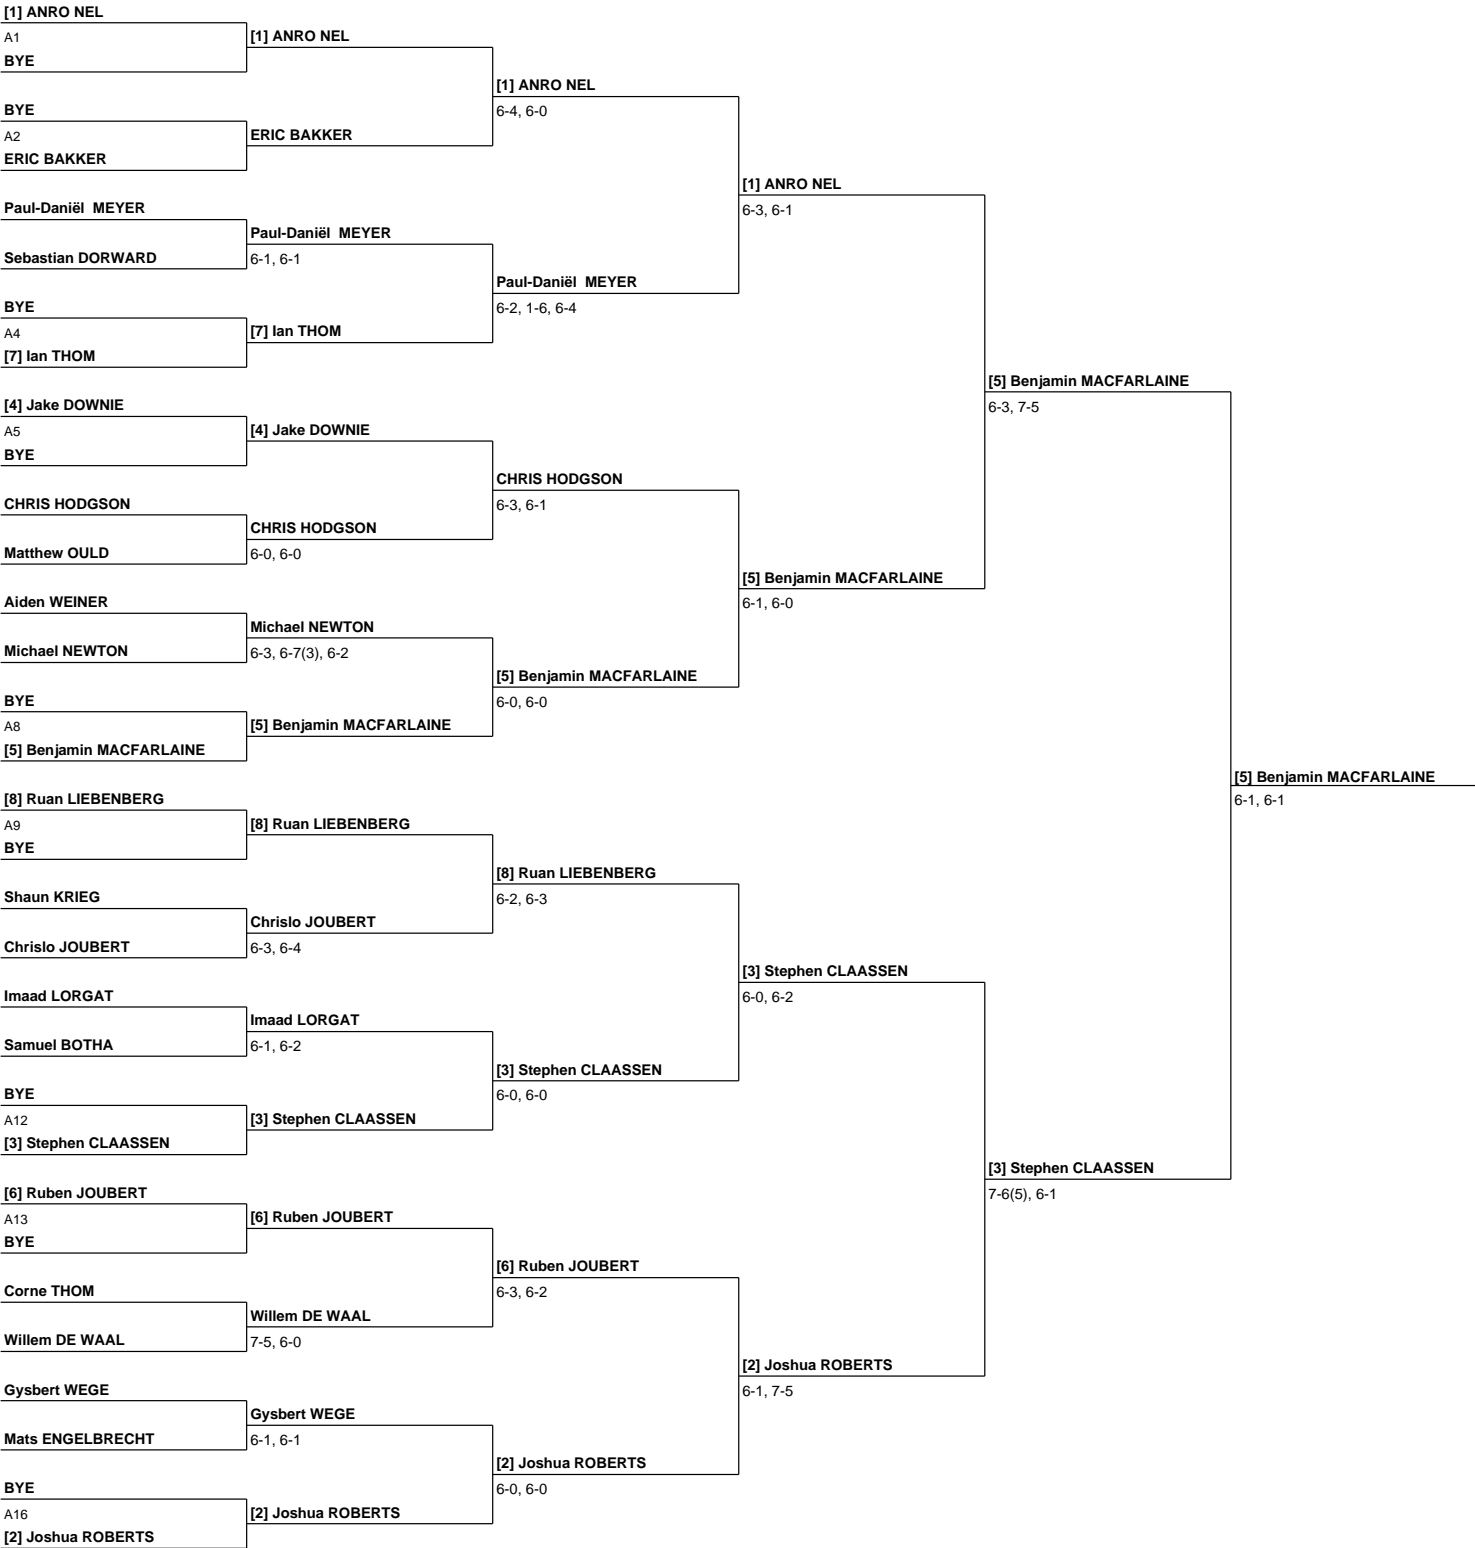 [1] ANRO NEL
A1
BYE
BYE
A2
ERIC BAKKER
Paul-Daniël  MEYER
Sebastian DORWARD
BYE
A4
[7] Ian THOM
[4] Jake DOWNIE
A5
BYE
CHRIS HODGSON
Matthew OULD
Aiden WEINER
Michael NEWTON
BYE
A8
[5] Benjamin MACFARLAINE
[8] Ruan LIEBENBERG
A9
BYE
Shaun KRIEG
Chrislo JOUBERT
Imaad LORGAT
Samuel BOTHA
BYE
A12
[3] Stephen CLAASSEN
[6] Ruben JOUBERT
A13
BYE
Corne THOM
Willem DE WAAL
Gysbert WEGE
Mats ENGELBRECHT
BYE
A16
[2] Joshua ROBERTS
[1] ANRO NEL
ERIC BAKKER
Paul-Daniël  MEYER
6-1, 6-1
[7] Ian THOM
[4] Jake DOWNIE
CHRIS HODGSON
6-0, 6-0
Michael NEWTON
6-3, 6-7(3), 6-2
[5] Benjamin MACFARLAINE
[8] Ruan LIEBENBERG
Chrislo JOUBERT
6-3, 6-4
Imaad LORGAT
6-1, 6-2
[3] Stephen CLAASSEN
[6] Ruben JOUBERT
Willem DE WAAL
7-5, 6-0
Gysbert WEGE
6-1, 6-1
[2] Joshua ROBERTS
[1] ANRO NEL
6-4, 6-0
Paul-Daniël  MEYER
6-2, 1-6, 6-4
CHRIS HODGSON
6-3, 6-1
[5] Benjamin MACFARLAINE
6-0, 6-0
[8] Ruan LIEBENBERG
6-2, 6-3
[3] Stephen CLAASSEN
6-0, 6-0
[6] Ruben JOUBERT
6-3, 6-2
[2] Joshua ROBERTS
6-0, 6-0
[1] ANRO NEL
6-3, 6-1
[5] Benjamin MACFARLAINE
6-1, 6-0
[3] Stephen CLAASSEN
6-0, 6-2
[2] Joshua ROBERTS
6-1, 7-5
[5] Benjamin MACFARLAINE
6-3, 7-5
[3] Stephen CLAASSEN
7-6(5), 6-1
[5] Benjamin MACFARLAINE
6-1, 6-1